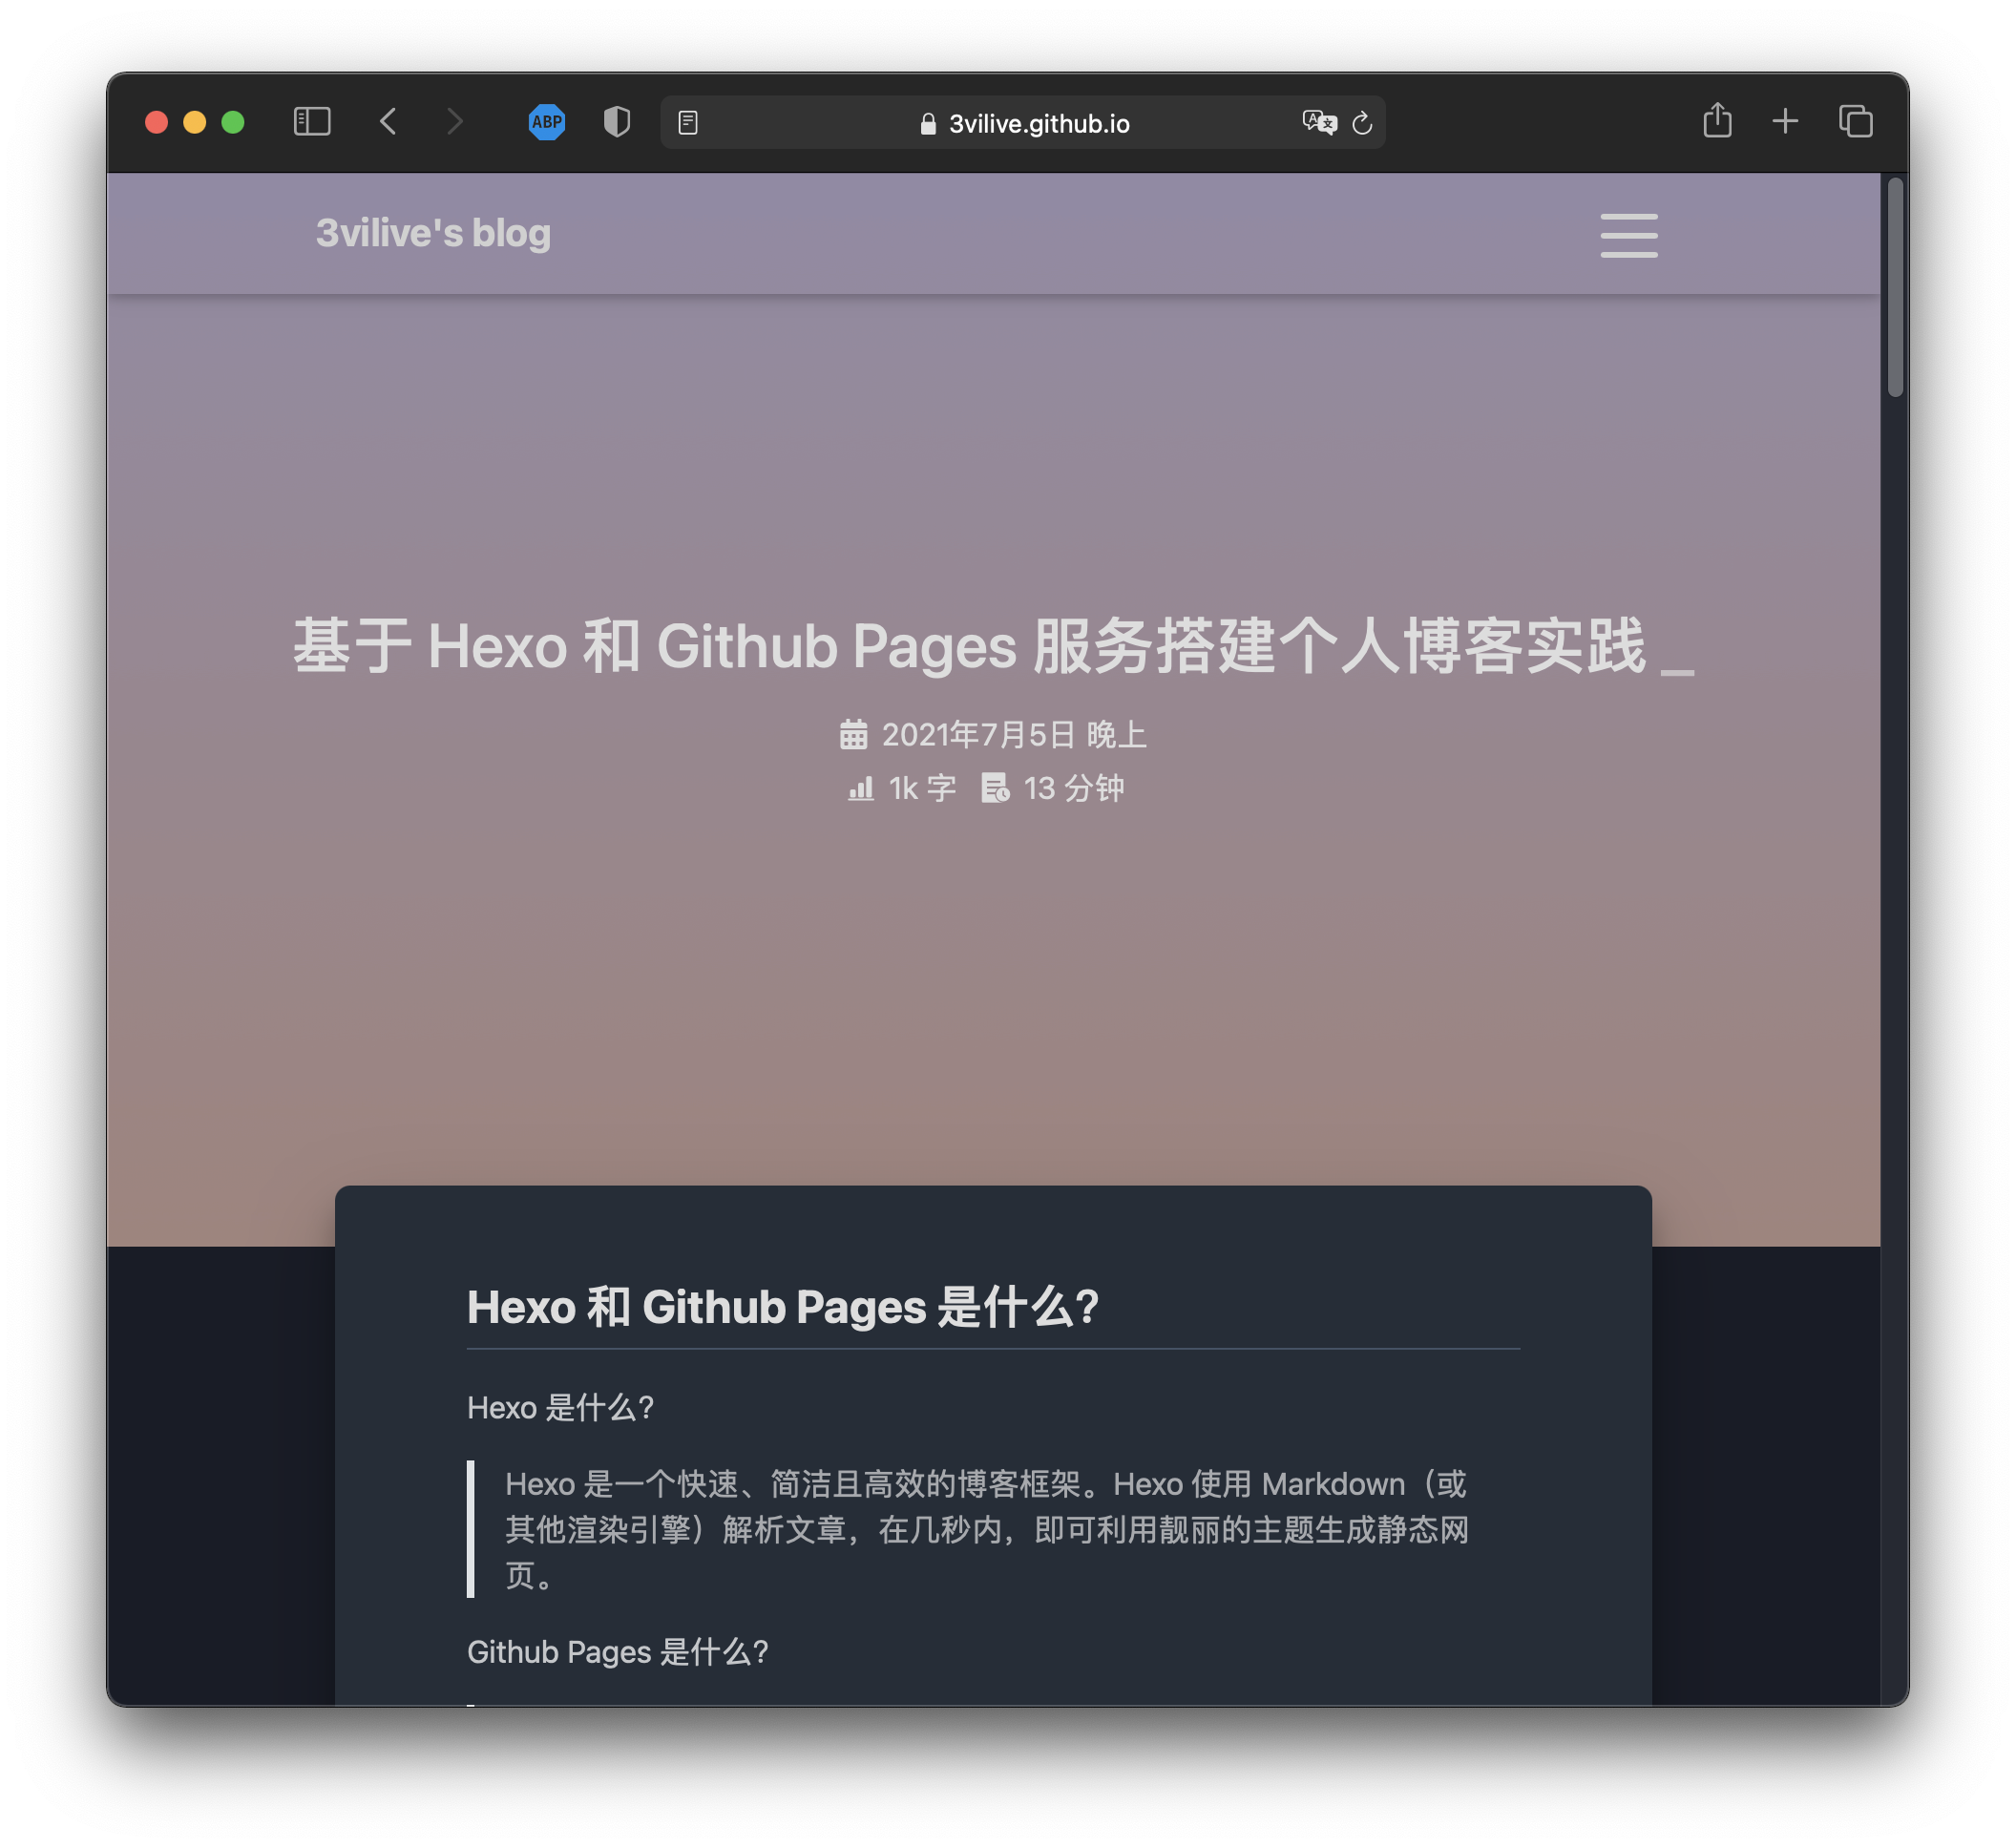 ABP
3vilive.github.io
3vilive's blog
基于 Hexo 和 Github Pages 服务搭建个人博客实践 _
2021年7月5日 晚上
1k 字 13 分钟
Hexo 和 Github Pages 是什么?
Hexo 是什么?
Hexo 是一个快速、简洁且高效的博客框架。Hexo 使用 Markdown（或
其他渲染引擎）解析文章，在几秒内，即可利用靓丽的主题生成静态网
页。
Github Pages 是什么?